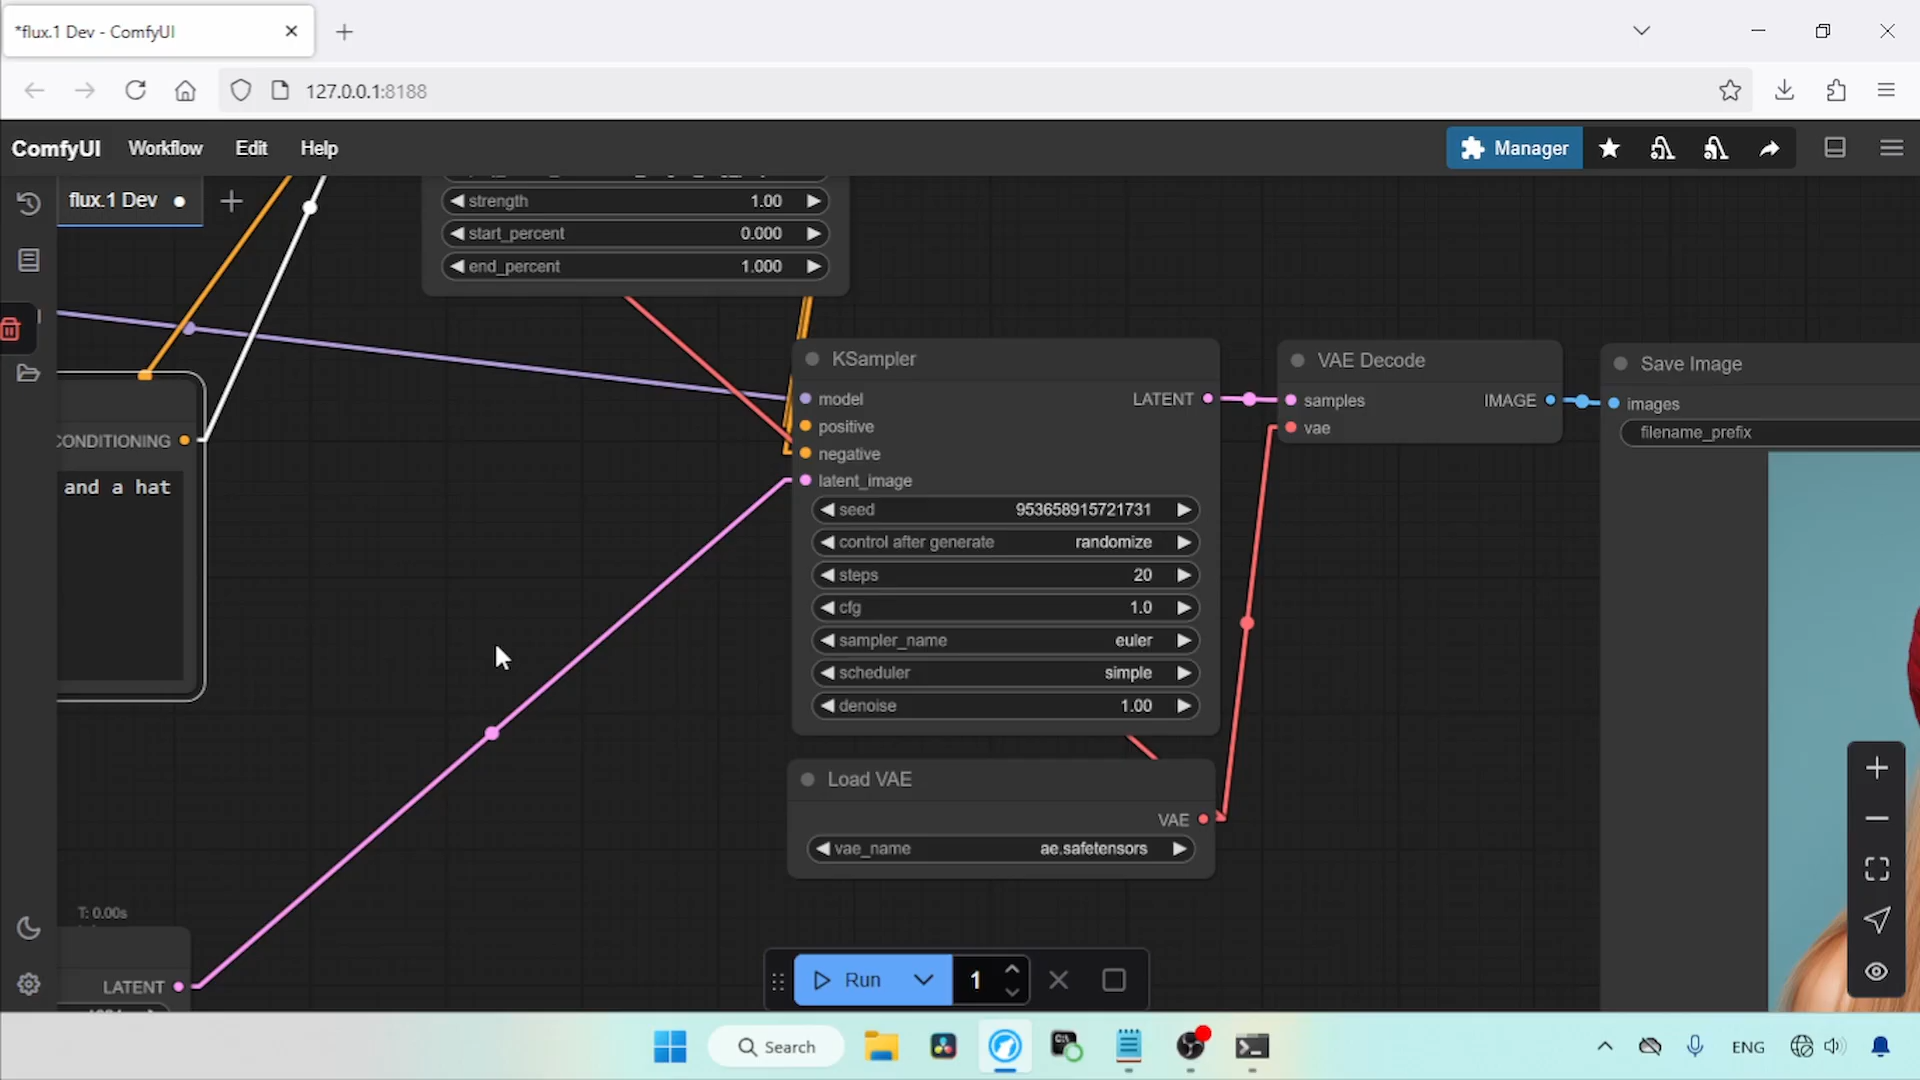 *flux.1 Dev - ComfyUI
127.0.0.1:8188
ComfyUI Workflow Edit Help
Manager
flux.1 Dev
strength 1.00
start_percent 0.000
end_percent 1.000
CONDITIONING
and a hat
T: 0.00s
LATENT
KSampler
model LATENT
positive
negative
latent_image
seed 953658915721731
control after generate randomize
steps 20
cfg 1.0
sampler_name euler
scheduler simple
denoise 1.00
Load VAE
VAE
vae_name ae.safetensors
VAE Decode
samples IMAGE
vae
Save Image
images
filename_prefix
Run 1
Search
ENG